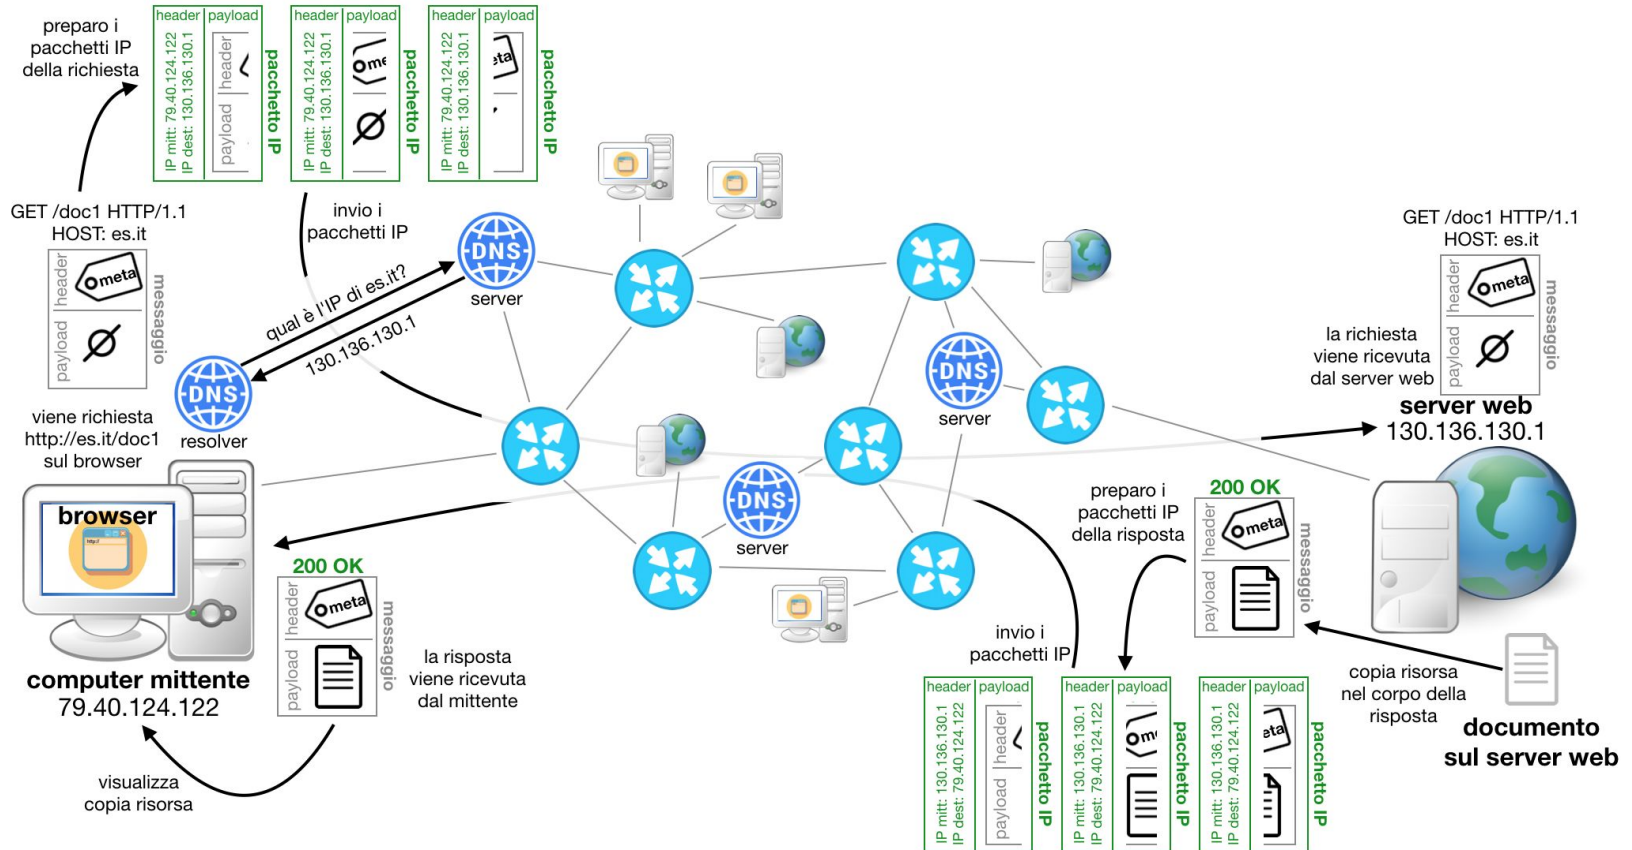 preparo i
pacchetti IP
della richiesta
header
payload
IP mitt: 79.40.124.122
IP dest: 130.136.130.1
header
payload
pacchetto IP
header
payload
IP mitt: 79.40.124.122
IP dest: 130.136.130.1
me
pacchetto IP
header
payload
IP mitt: 79.40.124.122
IP dest: 130.136.130.1
eta
pacchetto IP
GET /doc1 HTTP/1.1
HOST: es.it
header
meta
payload
messaggio
invio i
pacchetti IP
DNS
server
qual è l'IP di es.it?
130.136.130.1
DNS
resolver
viene richiesta
http://es.it/doc1
sul browser
browser
http://
computer mittente
79.40.124.122
200 OK
header
meta
payload
messaggio
la risposta
viene ricevuta
dal mittente
visualizza
copia risorsa
DNS
server
DNS
server
GET /doc1 HTTP/1.1
HOST: es.it
header
meta
payload
messaggio
la richiesta
viene ricevuta
dal server web
server web
130.136.130.1
preparo i
pacchetti IP
della risposta
200 OK
header
meta
payload
messaggio
copia risorsa
nel corpo della
risposta
documento
sul server web
invio i
pacchetti IP
header
payload
IP mitt: 130.136.130.1
IP dest: 79.40.124.122
header
payload
pacchetto IP
header
payload
IP mitt: 130.136.130.1
IP dest: 79.40.124.122
me
pacchetto IP
header
payload
IP mitt: 130.136.130.1
IP dest: 79.40.124.122
eta
pacchetto IP